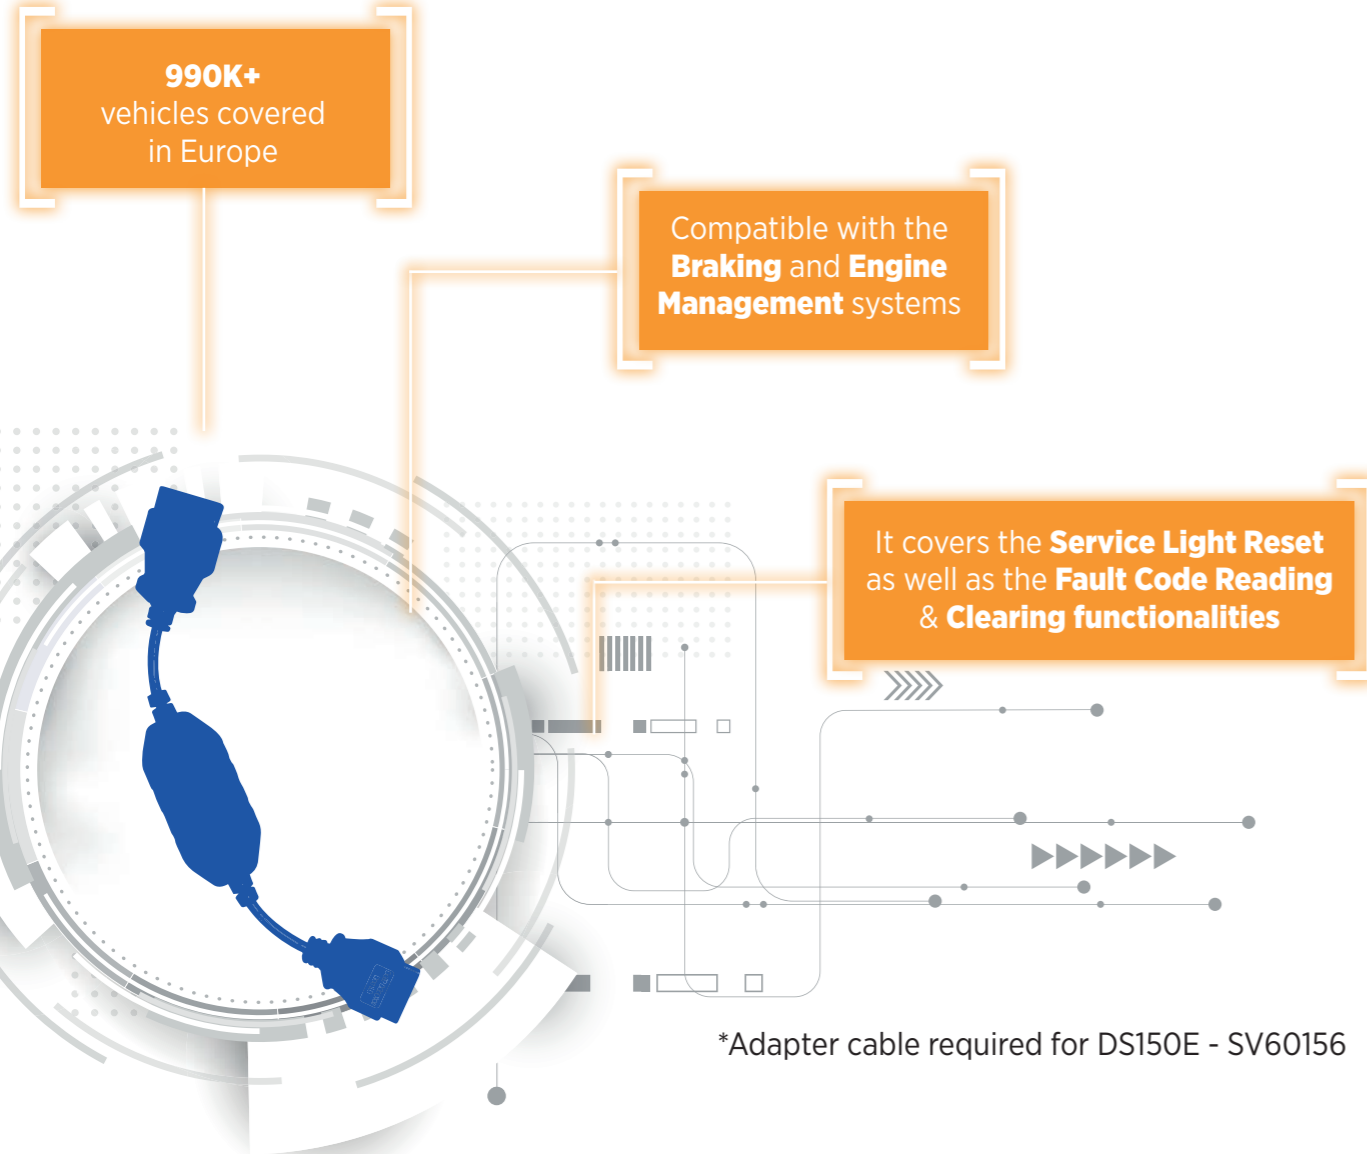 990K+
vehicles covered
in Europe
Compatible with the
Braking and Engine
Management systems
It covers the Service Light Reset
as well as the Fault Code Reading
& Clearing functionalities
*Adapter cable required for DS150E - SV60156